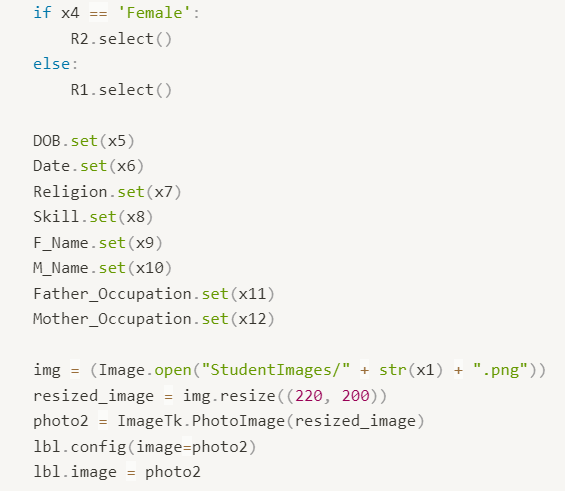 if x4 == 'Female':
R2.select()
else:
R1.select()
DOB.set(x5)
Date.set(x6)
Religion.set(x7)
Skill.set(x8)
F_Name.set(x9)
M_Name.set(x10)
Father_Occupation.set(x11)
Mother_Occupation.set(x12)
img = (Image.open("StudentImages/" + str(x1) + ".png"))
resized_image = img.resize((220, 200))
photo2 = ImageTk.PhotoImage(resized_image)
lbl.config(image=photo2)
lbl.image = photo2